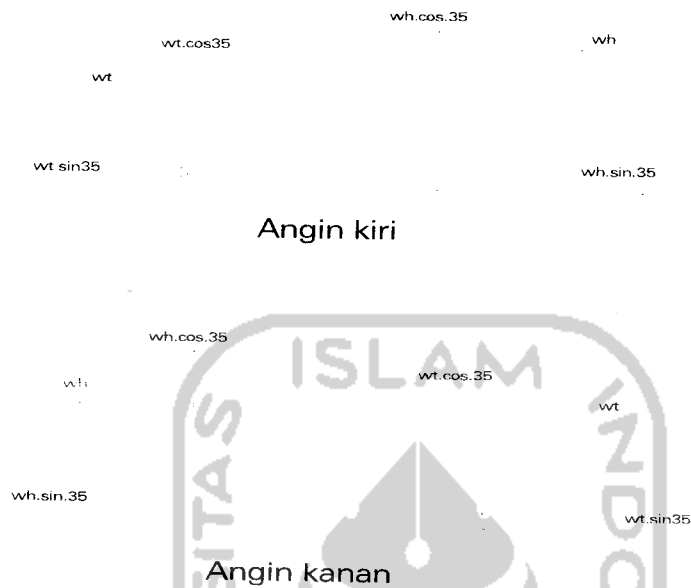 wh.cos.35
wt.cos35
wh
wt
wt sin35
wh.sin.35
Angin kiri
wh.cos.35
ISLAM
wt.cos.35
wh
wt
wh.sin.35
wt.sin35
Angin kanan